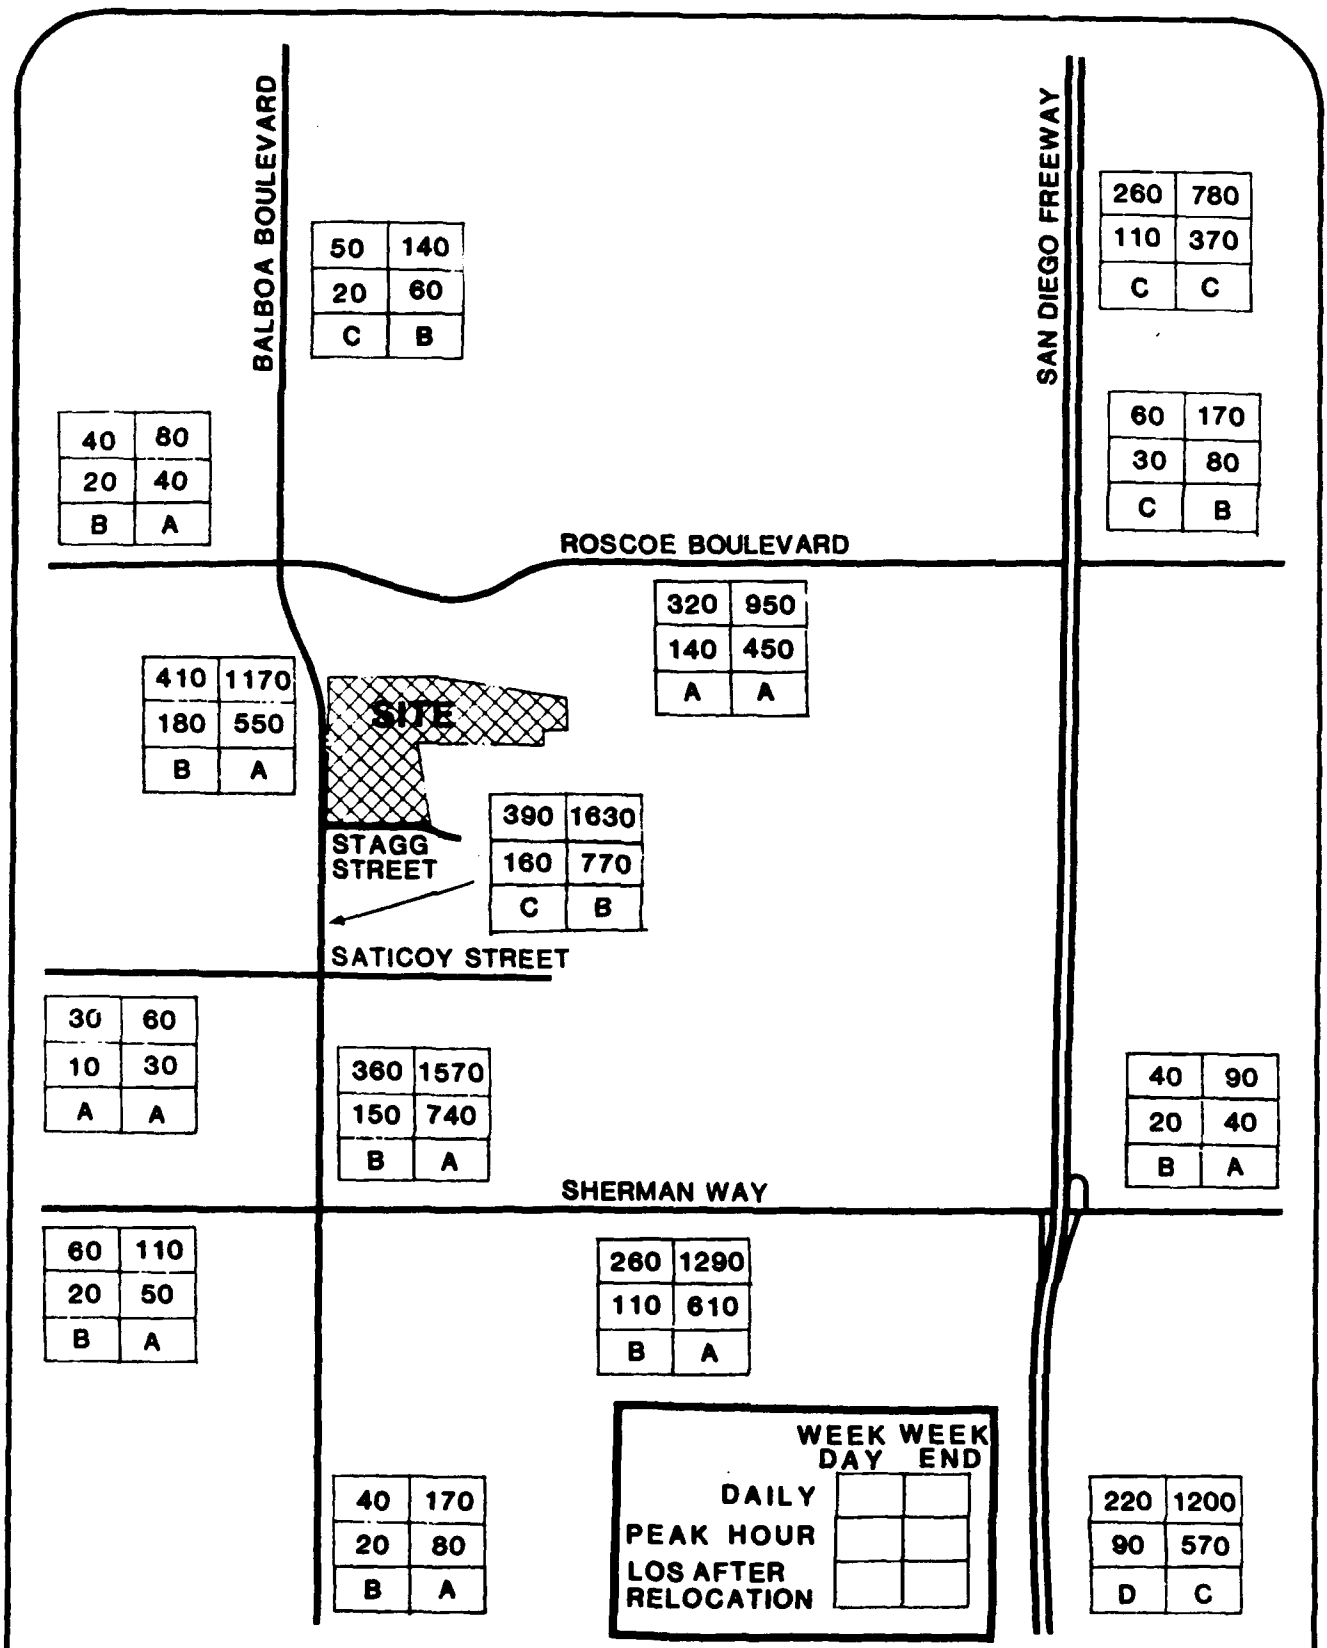 BALBOA BOULEVARD
SAN DIEGO FREEWAY
260 780
110 370
C C
50 140
20 60
C B
60 170
30 80
C B
40 80
20 40
B A
ROSCOE BOULEVARD
320 950
140 450
A A
410 1170
180 550
B A
SITE
390 1630
160 770
C B
STAGG
STREET
SATICOY STREET
30 60
10 30
A A
360 1570
150 740
B A
40 90
20 40
B A
SHERMAN WAY
60 110
20 50
B A
260 1290
110 610
B A
WEEK WEEK
DAY END
DAILY
PEAK HOUR
LOS AFTER
RELOCATION
40 170
20 80
B A
220 1200
90 570
D C